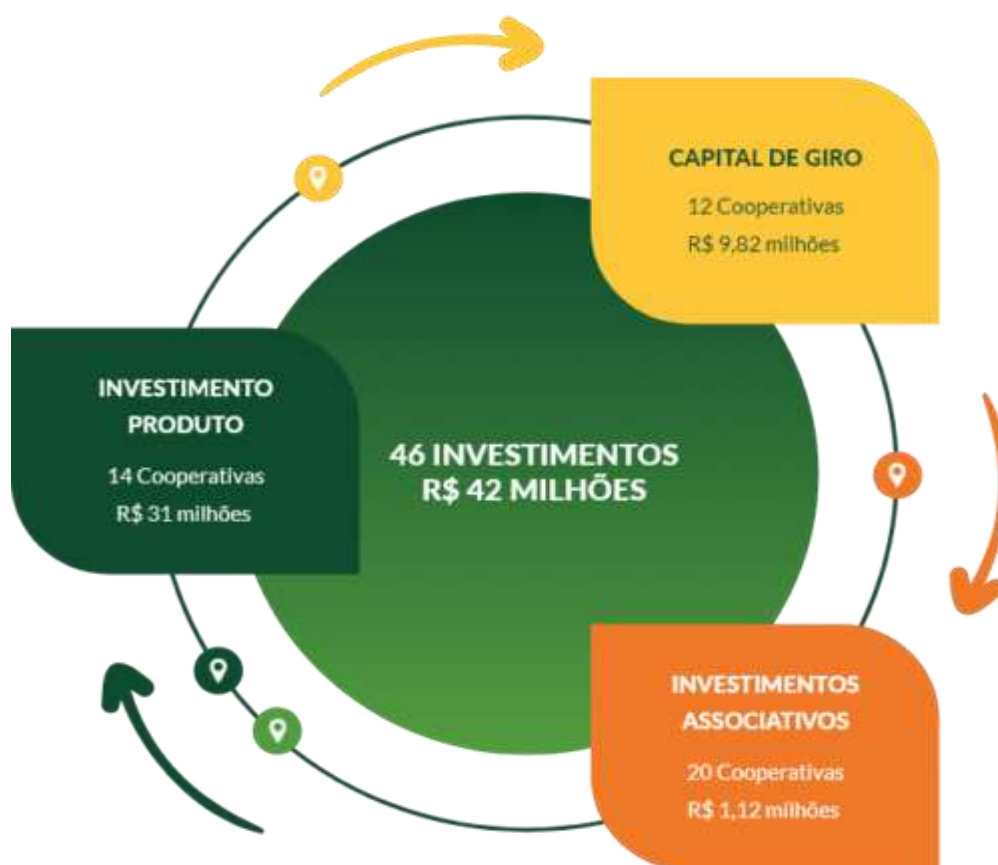 CAPITAL DE GIRO
12 Cooperativas
R$ 9,82 milhões
INVESTIMENTO
PRODUTO
14 Cooperativas
R$ 31 milhões
46 INVESTIMENTOS
R$ 42 MILHÕES
INVESTIMENTOS
ASSOCIATIVOS
20 Cooperativas
R$ 1,12 milhões